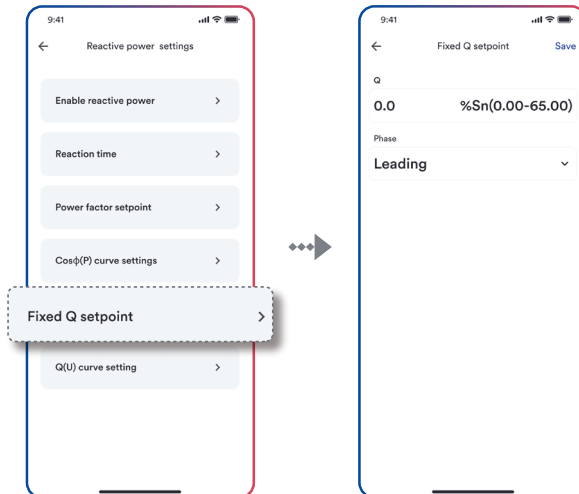 9:41
Reactive power settings
Enable reactive power
Reaction time
Power factor setpoint
Cosϕ(P) curve settings
Fixed Q setpoint
Q(U) curve setting
9:41
Fixed Q setpoint Save
Q
0.0 %Sn(0.00-65.00)
Phase
Leading